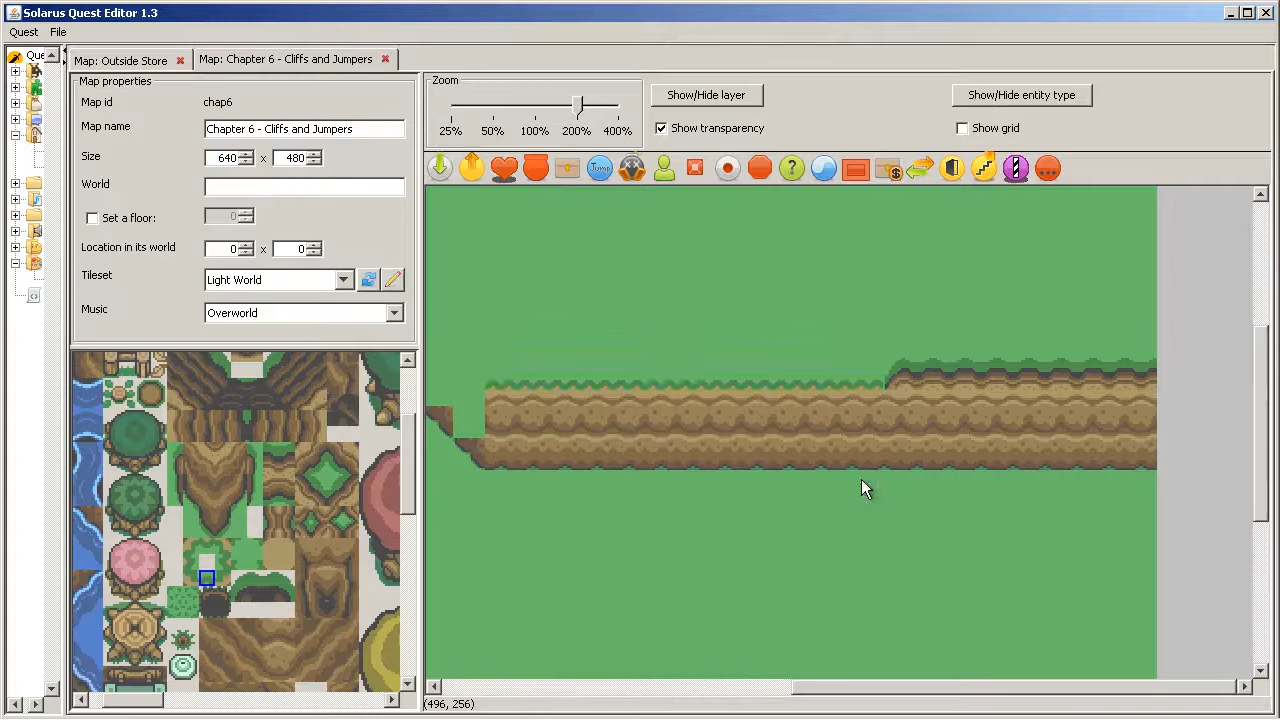 Solarus Quest Editor 1.3
Quest File
Que
Map: Outside Store
Map: Chapter 6 - Cliffs and Jumpers
Map properties
Map id chap6
Map name Chapter 6 - Cliffs and Jumpers
Size 640 x 480
World
Set a floor: 0
Location in its world 0 x 0
Tileset Light World
Music Overworld
Zoom
25% 50% 100% 200% 400%
Show/Hide layer
Show/Hide entity type
Show transparency
Show grid
Jump
(496, 256)